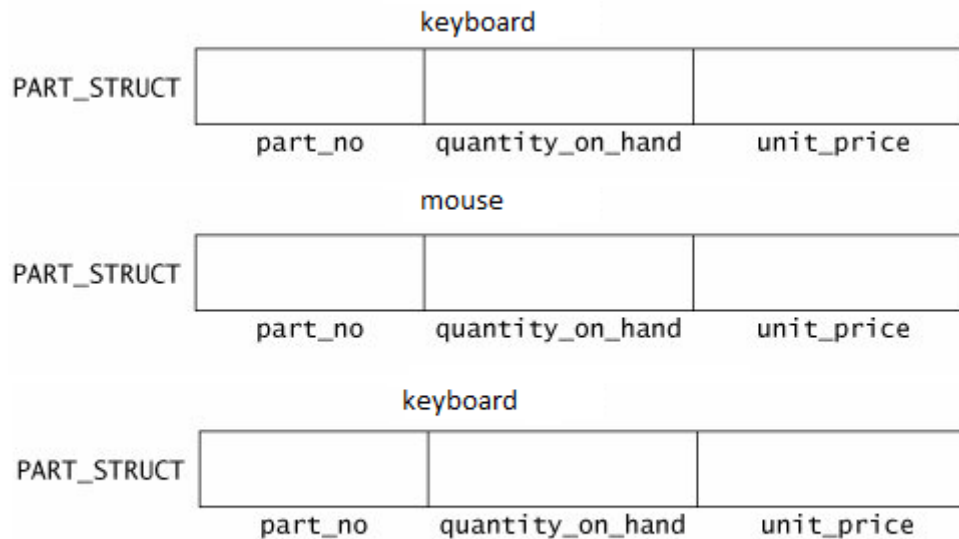 keyboard
PART_STRUCT
part_no quantity_on_hand unit_price
mouse
PART_STRUCT
part_no quantity_on_hand unit_price
keyboard
PART_STRUCT
part_no quantity_on_hand unit_price